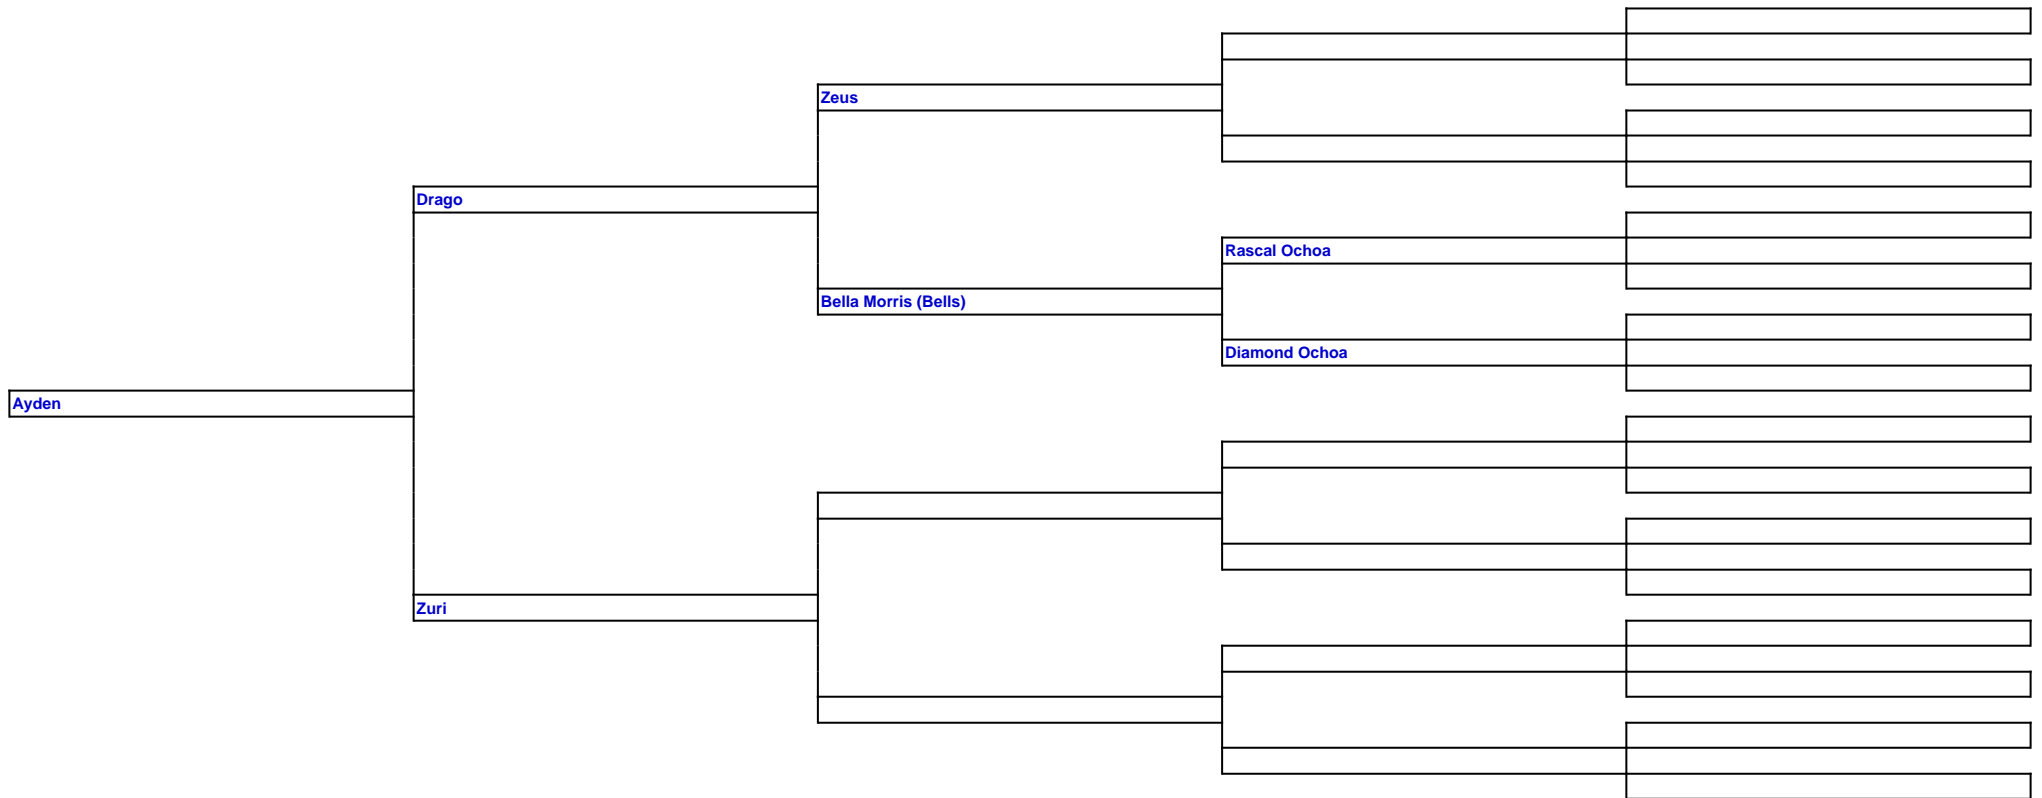 Zeus
Drago
Rascal Ochoa
Bella Morris (Bells)
Diamond Ochoa
Ayden
Zuri